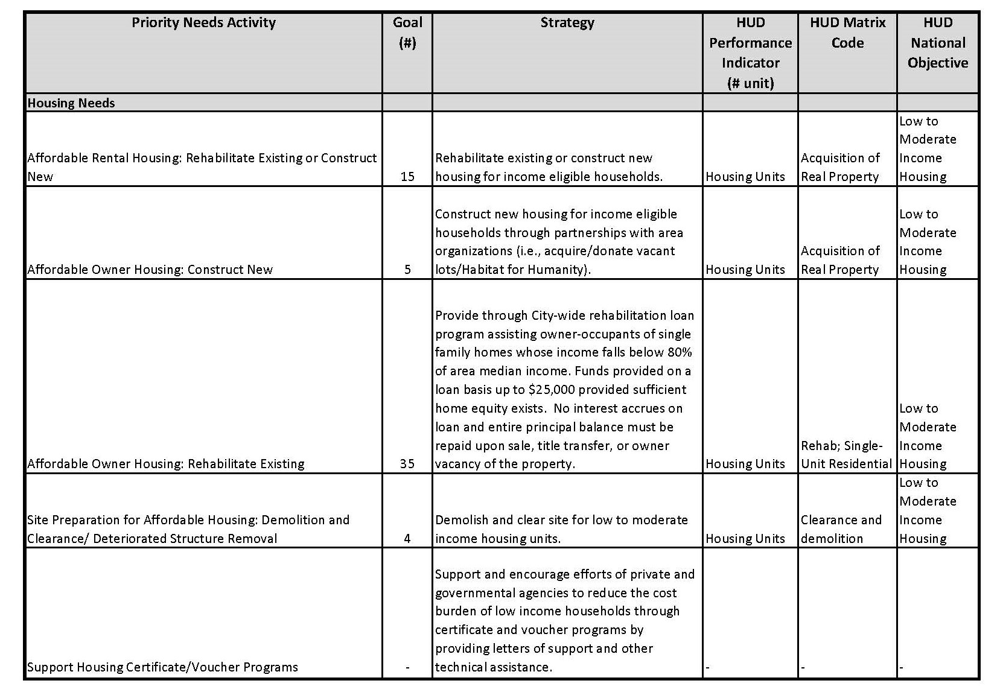 Priority Needs Activity
Goal
(#)
Strategy
HUD
Performance
Indicator
(# unit)
HUD Matrix
Code
HUD
National
Objective
Housing Needs
Affordable Rental Housing: Rehabilitate Existing or Construct
New
15
Rehabilitate existing or construct new
housing for income eligible households.
Housing Units
Acquisition of
Real Property
Low to
Moderate
Income
Housing
Affordable Owner Housing: Construct New
5
Construct new housing for income eligible
households through partnerships with area
organizations (i.e., acquire/donate vacant
lots/Habitat for Humanity).
Housing Units
Acquisition of
Real Property
Low to
Moderate
Income
Housing
Affordable Owner Housing: Rehabilitate Existing
35
Provide through City-wide rehabilitation loan
program assisting owner-occupants of single
family homes whose income falls below 80%
of area median income. Funds provided on a
loan basis up to $25,000 provided sufficient
home equity exists.  No interest accrues on
loan and entire principal balance must be
repaid upon sale, title transfer, or owner
vacancy of the property.
Housing Units
Rehab; Single-
Unit Residential
Low to
Moderate
Income
Housing
Site Preparation for Affordable Housing: Demolition and
Clearance/ Deteriorated Structure Removal
4
Demolish and clear site for low to moderate
income housing units.
Housing Units
Clearance and
demolition
Low to
Moderate
Income
Housing
Support Housing Certificate/Voucher Programs
-
Support and encourage efforts of private and
governmental agencies to reduce the cost
burden of low income households through
certificate and voucher programs by
providing letters of support and other
technical assistance.
-
-
-